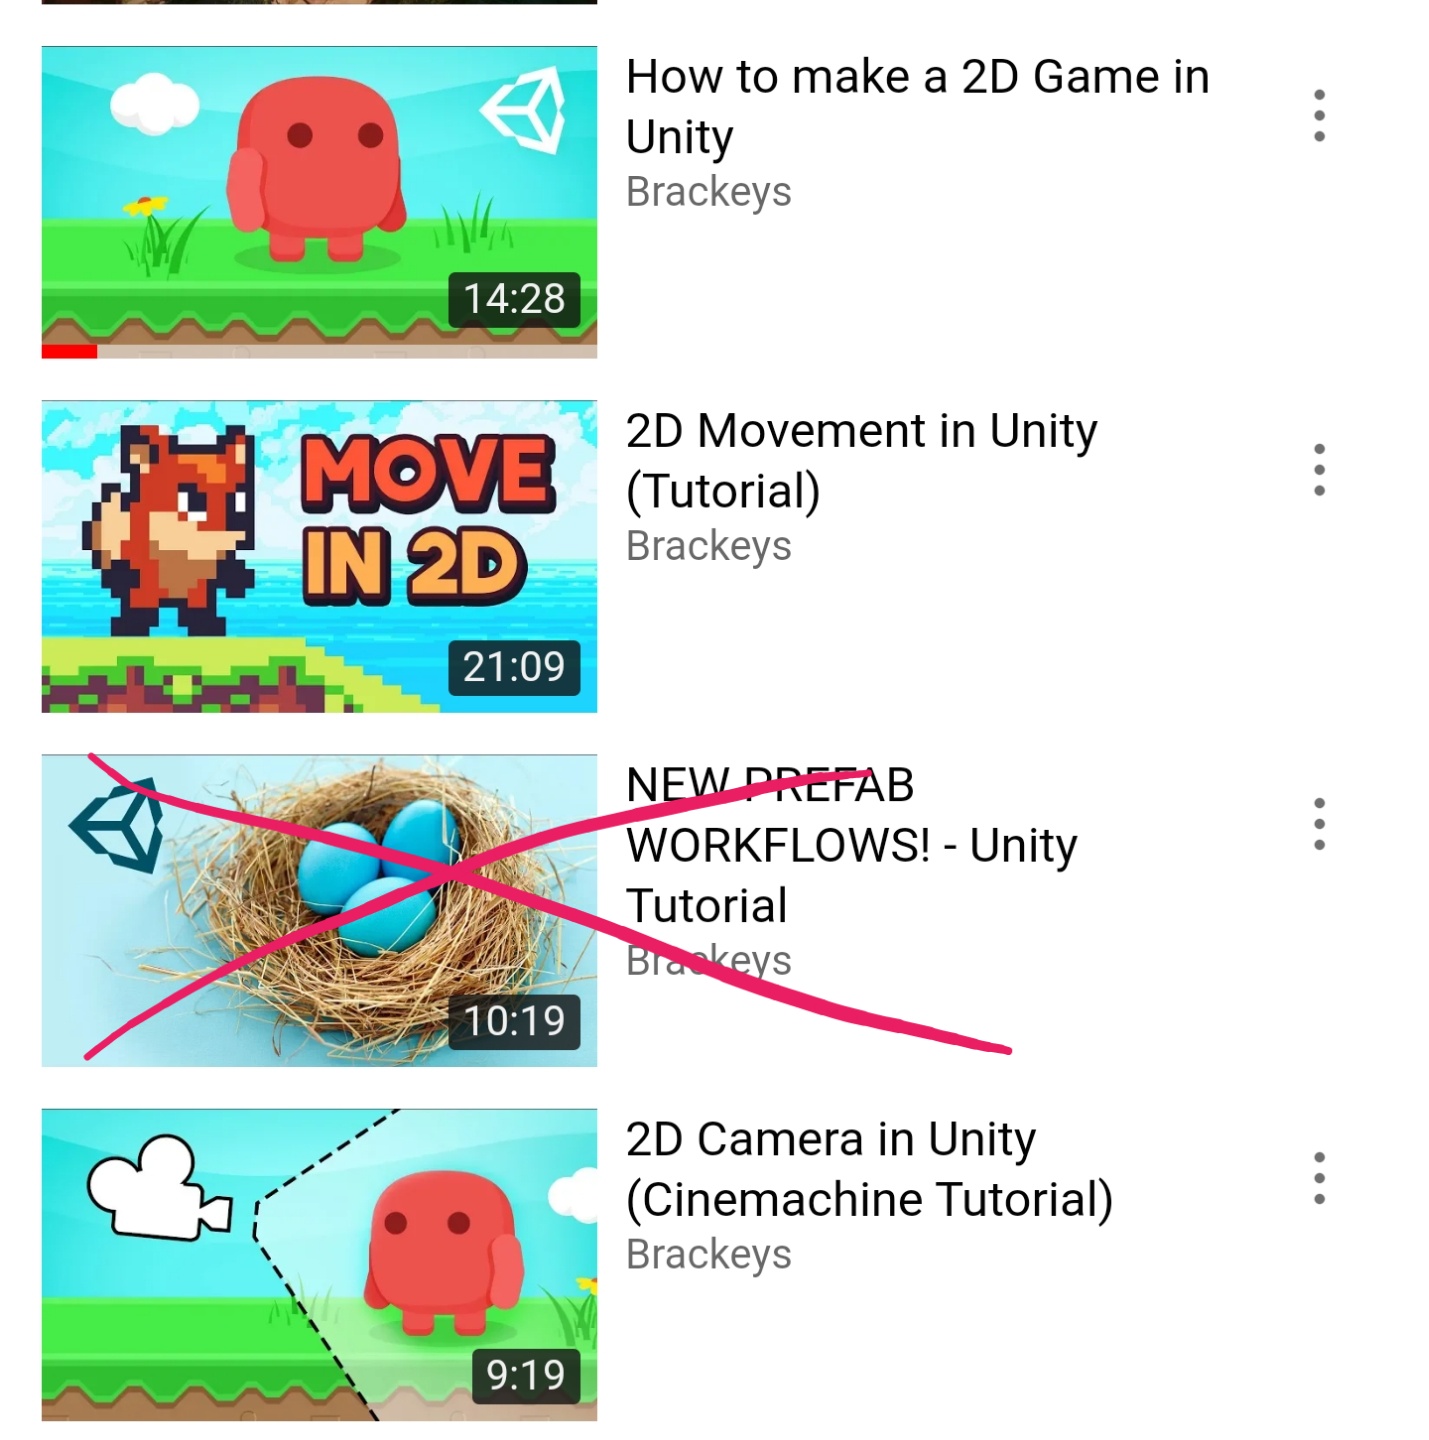 How to make a 2D Game in
Unity
Brackeys
14:28
MOVE
IN 2D
21:09
2D Movement in Unity
(Tutorial)
Brackeys
10:19
NEW PREFAB
WORKFLOWS! - Unity
Tutorial
Brackeys
9:19
2D Camera in Unity
(Cinemachine Tutorial)
Brackeys